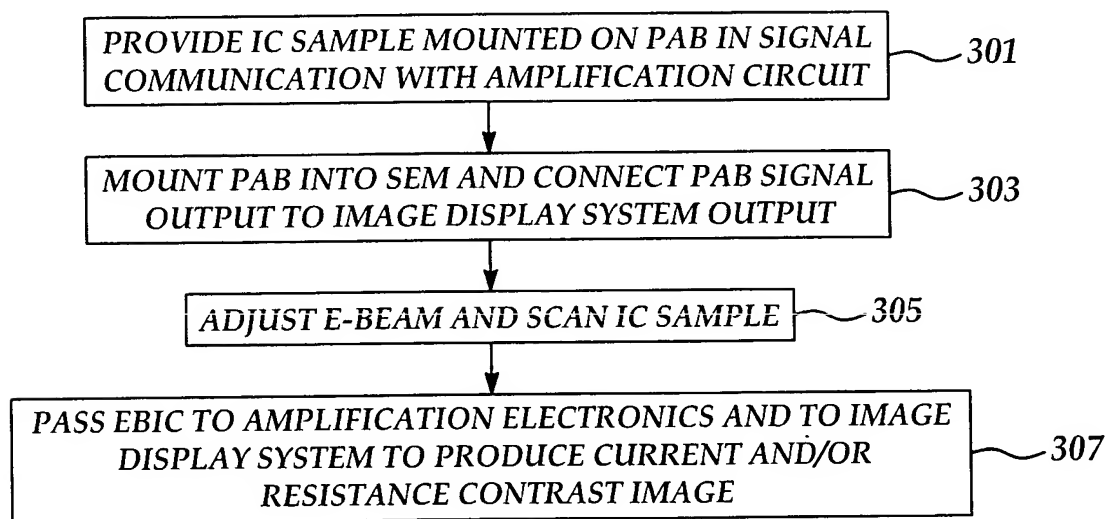 PROVIDE IC SAMPLE MOUNTED ON PAB IN SIGNAL
COMMUNICATION WITH AMPLIFICATION CIRCUIT
301
MOUNT PAB INTO SEM AND CONNECT PAB SIGNAL
OUTPUT TO IMAGE DISPLAY SYSTEM OUTPUT
303
ADJUST E-BEAM AND SCAN IC SAMPLE
305
PASS EBIC TO AMPLIFICATION ELECTRONICS AND TO IMAGE
DISPLAY SYSTEM TO PRODUCE CURRENT AND/OR
RESISTANCE CONTRAST IMAGE
307